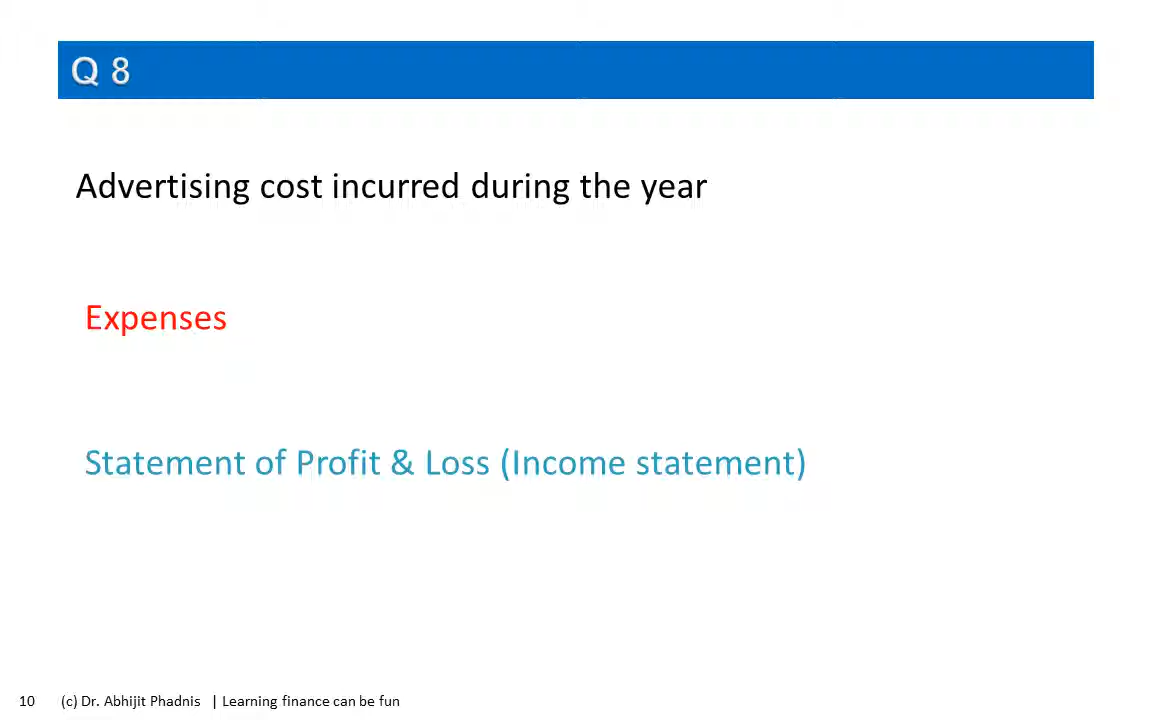 Q 8
Advertising cost incurred during the year
Expenses
Statement of Profit & Loss (Income statement)
10 (c) Dr. Abhijit Phadnis | Learning finance can be fun